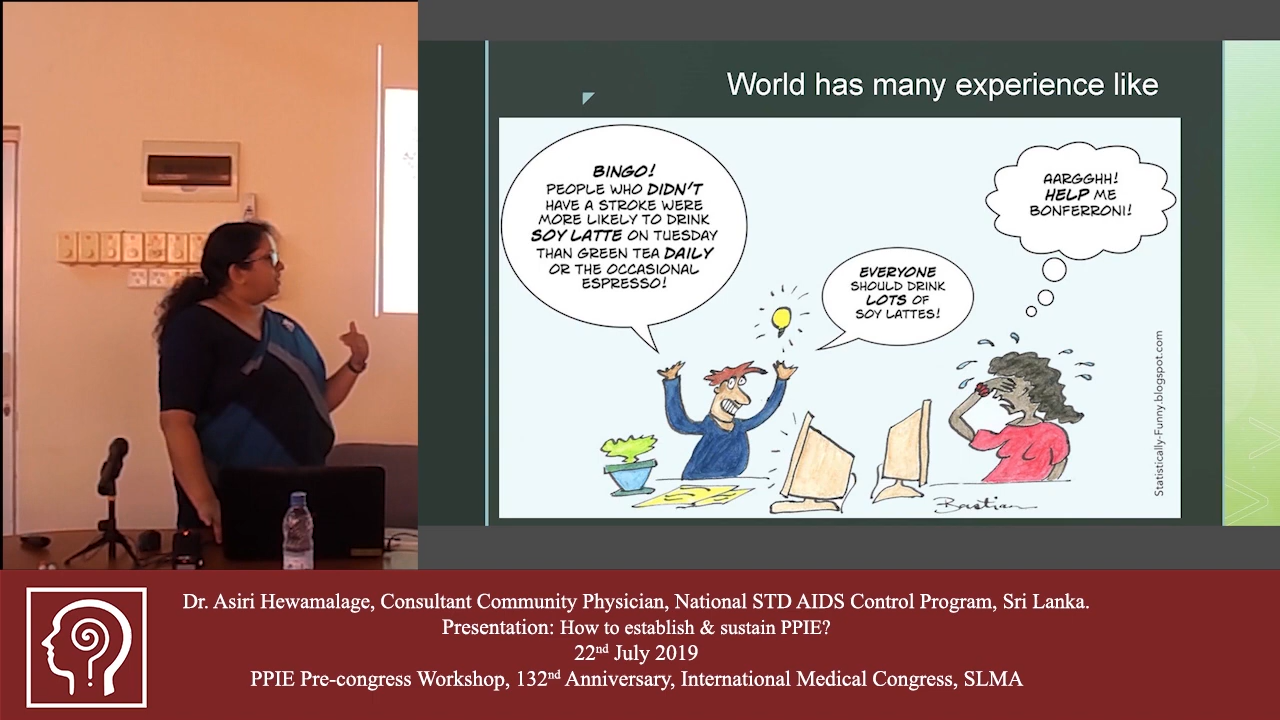 World has many experience like
BINGO!
PEOPLE WHO DIDN'T
HAVE A STROKE WERE
MORE LIKELY TO DRINK
SOY LATTE ON TUESDAY
THAN GREEN TEA DAILY
OR THE OCCASIONAL
ESPRESSO!
EVERYONE
SHOULD DRINK
LOTS OF
SOY LATTES!
AARGGHH!
HELP ME
BONFERRONI!
Statistically-Funny.blogspot.com
Bastian
Dr. Asiri Hewamalage, Consultant Community Physician, National STD AIDS Control Program, Sri Lanka.
Presentation: How to establish & sustain PPIE?
22nd July 2019
PPIE Pre-congress Workshop, 132nd Anniversary, International Medical Congress, SLMA